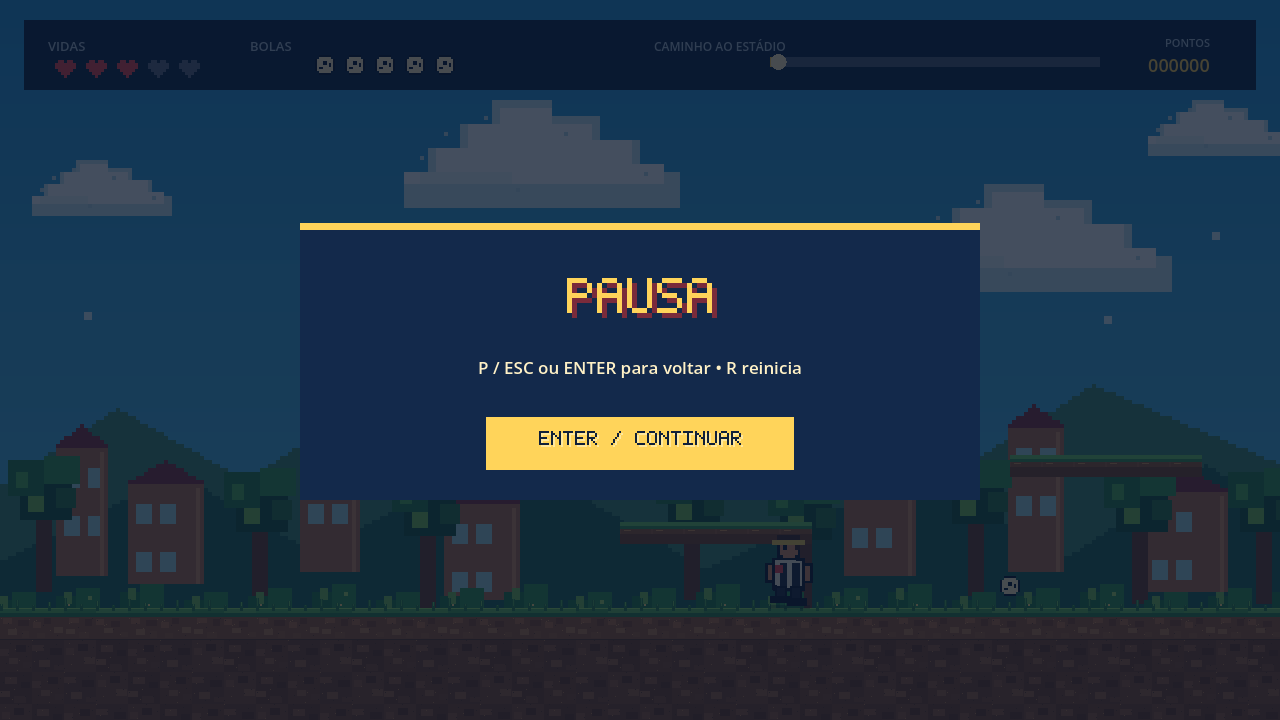 VIDAS
BOLAS
CAMINHO AO ESTÁDIO
PONTOS
000000
PAUSA
P / ESC ou ENTER para voltar • R reinicia
ENTER / CONTINUAR